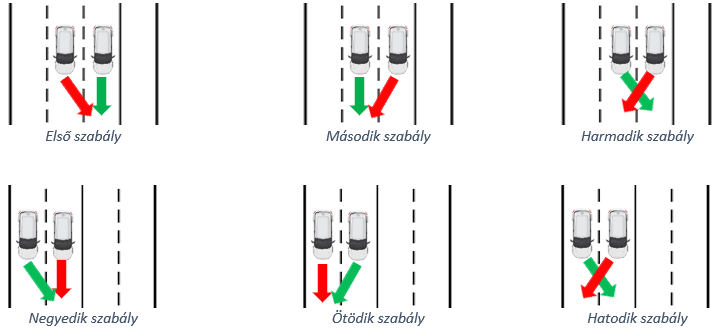 Első szabály
Második szabály
Harmadik szabály
Negyedik szabály
Ötödik szabály
Hatodik szabály